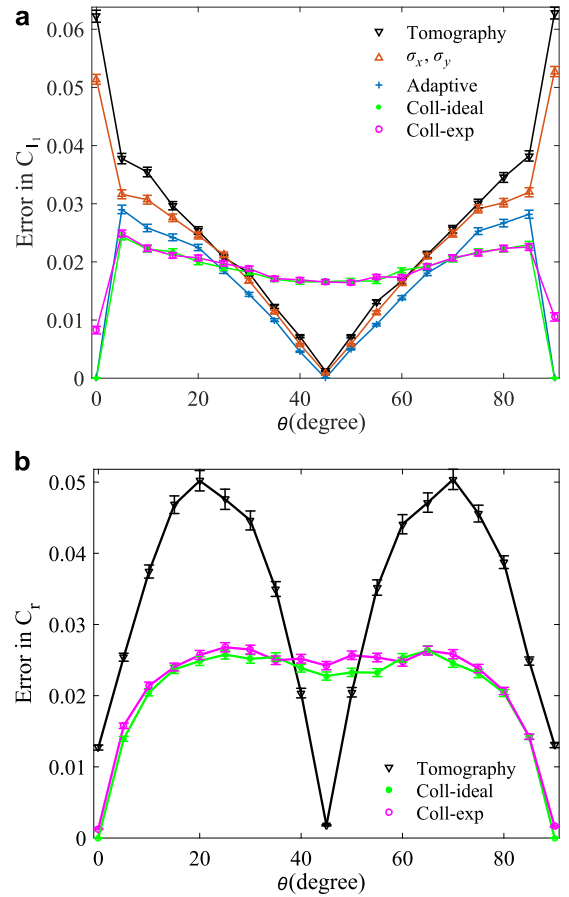 a
0.06
0.05
0.04
0.03
0.02
0.01
0
Error in C_{l_1}
Tomography
σ_x, σ_y
Adaptive
Coll-ideal
Coll-exp
0 20 40 60 80
θ(degree)
b
0.05
0.04
0.03
0.02
0.01
0
Error in C_r
Tomography
Coll-ideal
Coll-exp
0 20 40 60 80
θ(degree)